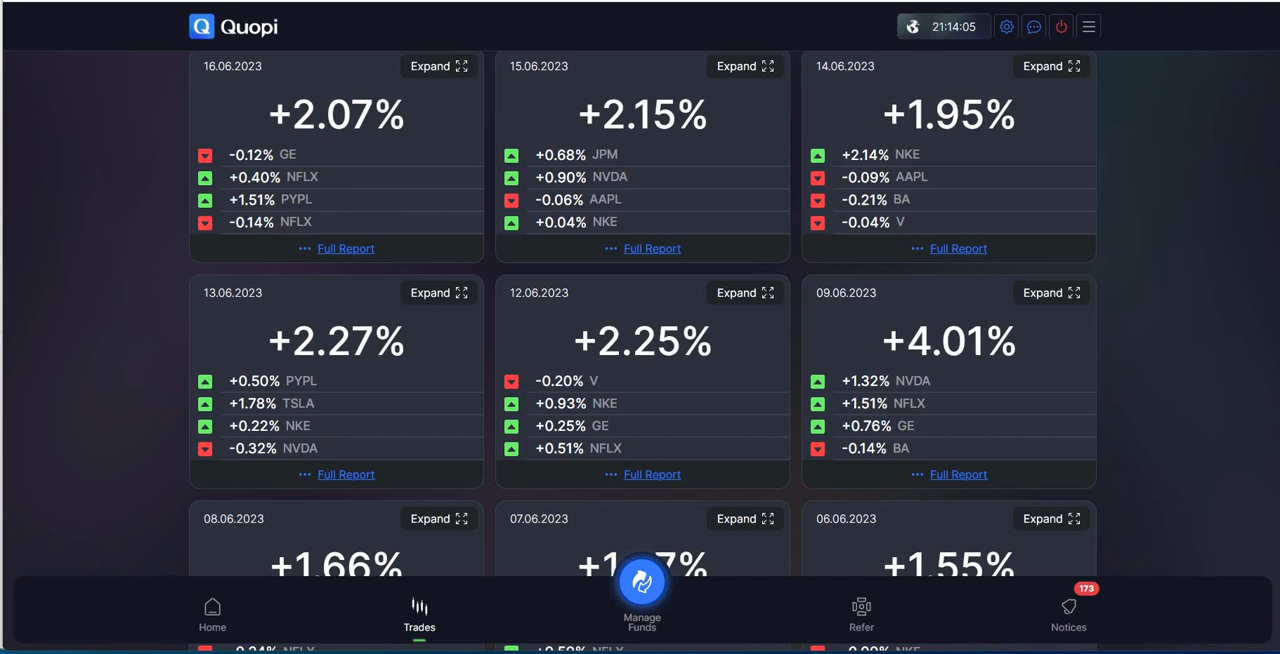 Quopi
21:14:05
16.06.2023 Expand
+2.07%
-0.12% GE
+0.40% NFLX
+1.51% PYPL
-0.14% NFLX
Full Report
15.06.2023 Expand
+2.15%
+0.68% JPM
+0.90% NVDA
-0.06% AAPL
+0.04% NKE
Full Report
14.06.2023 Expand
+1.95%
+2.14% NKE
-0.09% AAPL
-0.21% BA
-0.04% V
Full Report
13.06.2023 Expand
+2.27%
+0.50% PYPL
+1.78% TSLA
+0.22% NKE
-0.32% NVDA
Full Report
12.06.2023 Expand
+2.25%
-0.20% V
+0.93% NKE
+0.25% GE
+0.51% NFLX
Full Report
09.06.2023 Expand
+4.01%
+1.32% NVDA
+1.51% NFLX
+0.76% GE
-0.14% BA
Full Report
08.06.2023 Expand
+1.66%
07.06.2023 Expand
06.06.2023 Expand
+1.55%
Home
Trades
Manage
Funds
Refer
173
Notices